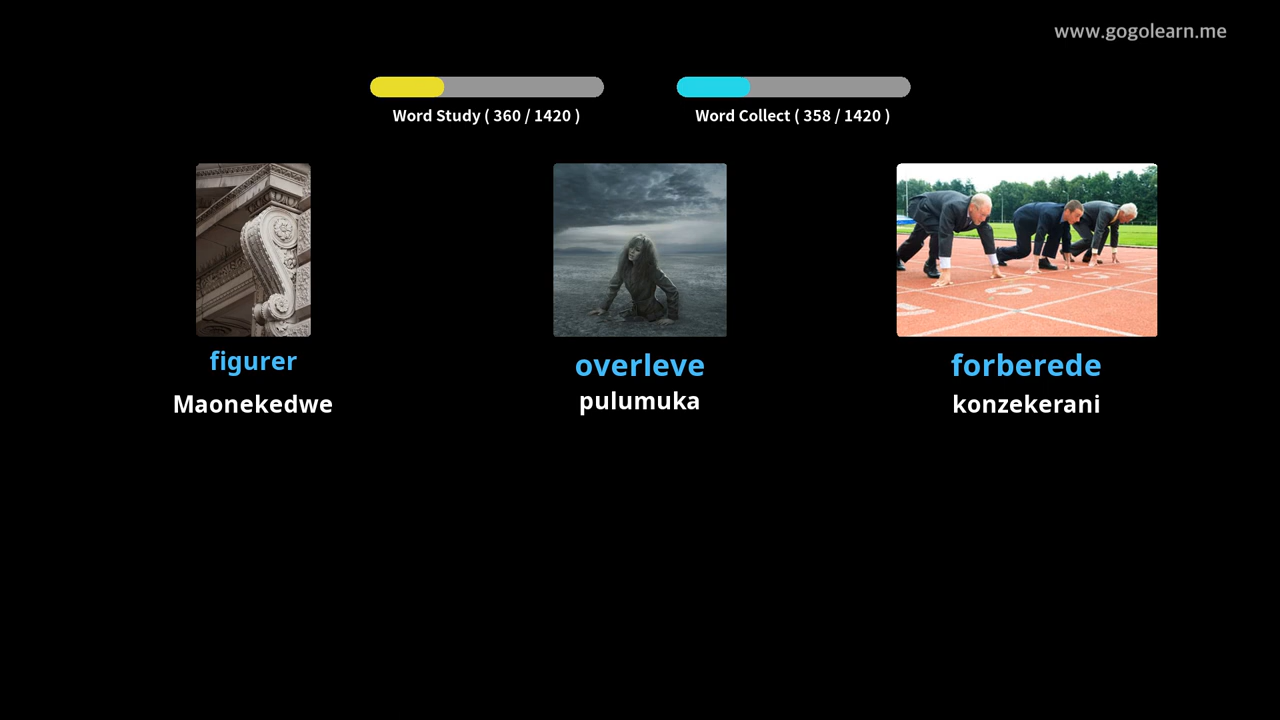 www.gogolearn.me
Word Study ( 360 / 1420 )
Word Collect ( 358 / 1420 )
figurer
Maonekedwe
overleve
pulumuka
forberede
konzekerani